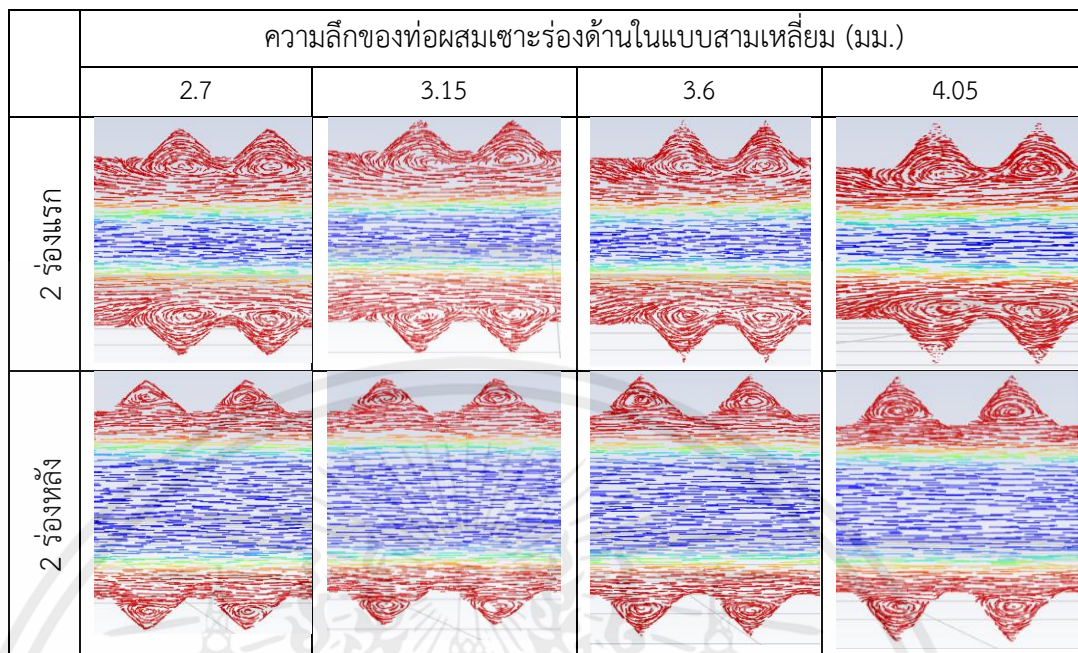 ความลึกของท่อผสมเซาะร่องด้านในแบบสามเหลี่ยม (มม.)
2.7 3.15 3.6 4.05
2 ร่องแรก
2 ร่องหลัง